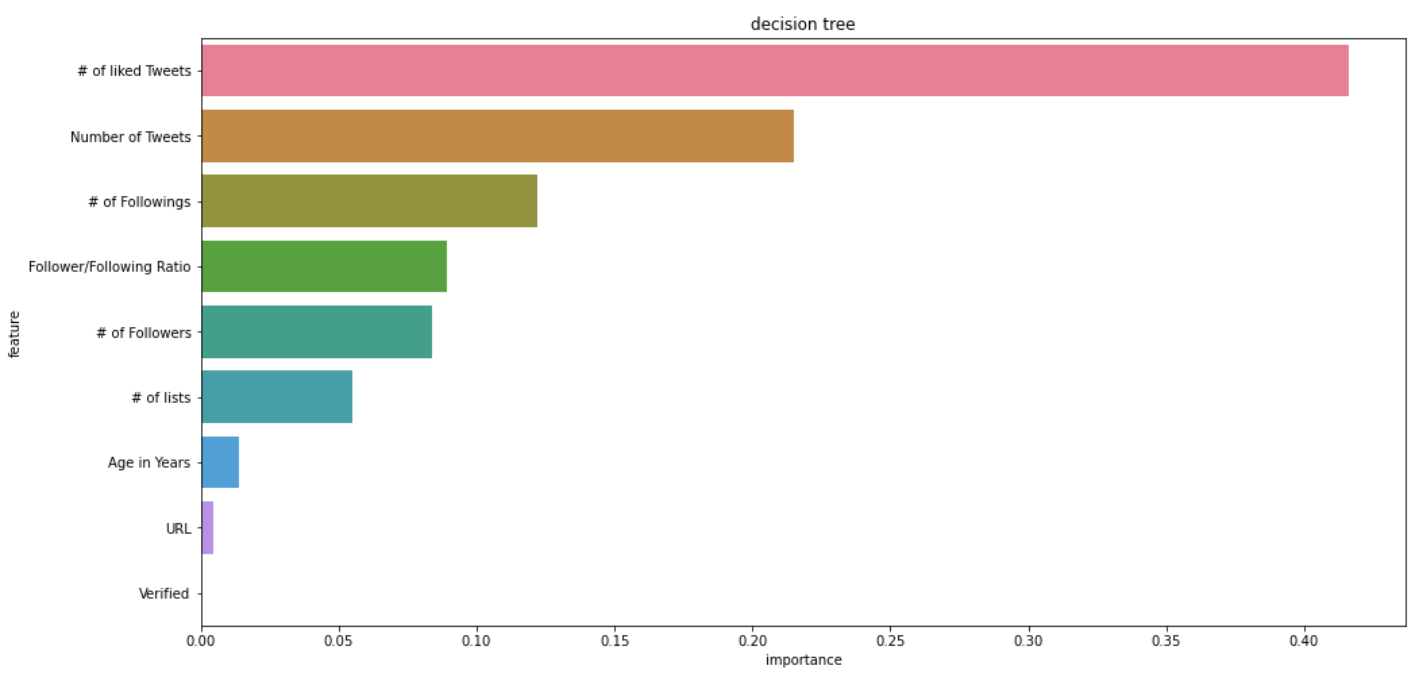 decision tree
# of liked Tweets
Number of Tweets
# of Followings
Follower/Following Ratio
# of Followers
# of lists
Age in Years
URL
Verified
feature
0.00 0.05 0.10 0.15 0.20 0.25 0.30 0.35 0.40
importance